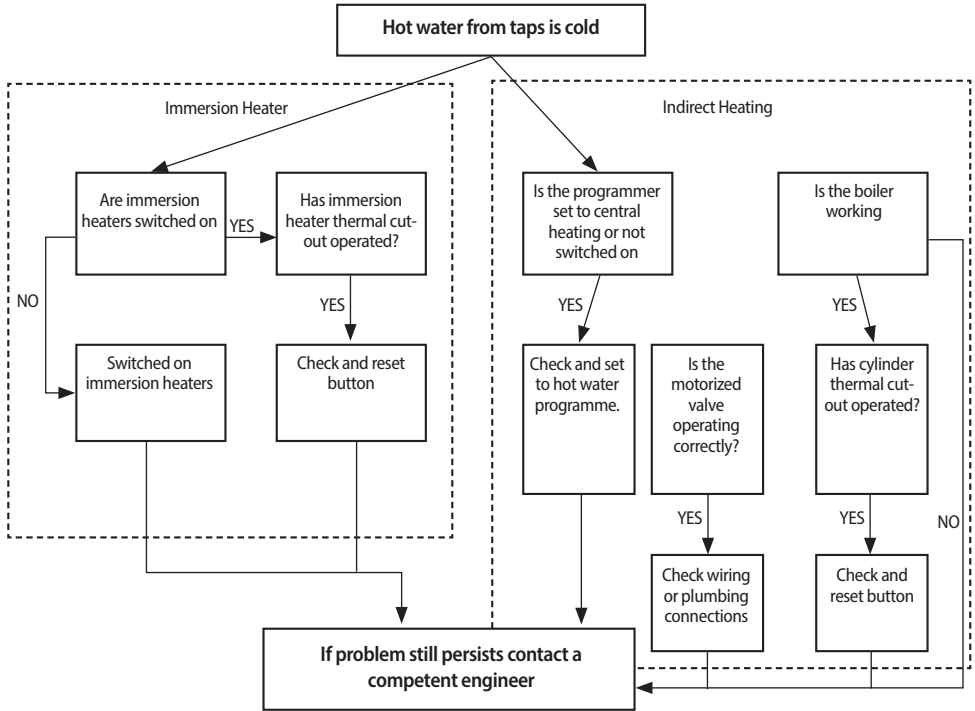 Hot water from taps is cold
Immersion Heater
Are immersion
heaters switched on
YES
Has immersion
heater thermal cut-
out operated?
NO
YES
Switched on
immersion heaters
Check and reset
button
Indirect Heating
Is the programmer
set to central
heating or not
switched on
Is the boiler
working
YES
YES
Check and set
to hot water
programme.
Is the
motorized
valve
operating
correctly?
Has cylinder
thermal cut-
out operated?
YES
YES
NO
Check wiring
or plumbing
connections
Check and
reset button
If problem still persists contact a
competent engineer